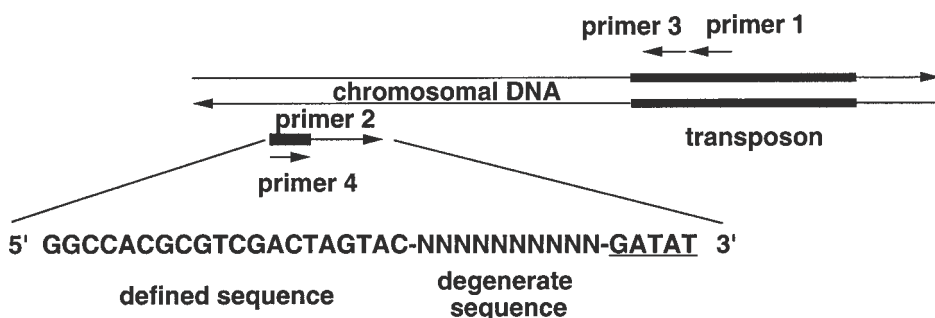 primer 3 primer 1
chromosomal DNA
primer 2
transposon
primer 4
5' GGCCACGCGTCGACTAGTAC-NNNNNNNNNN-GATAT 3'
defined sequence
degenerate
sequence